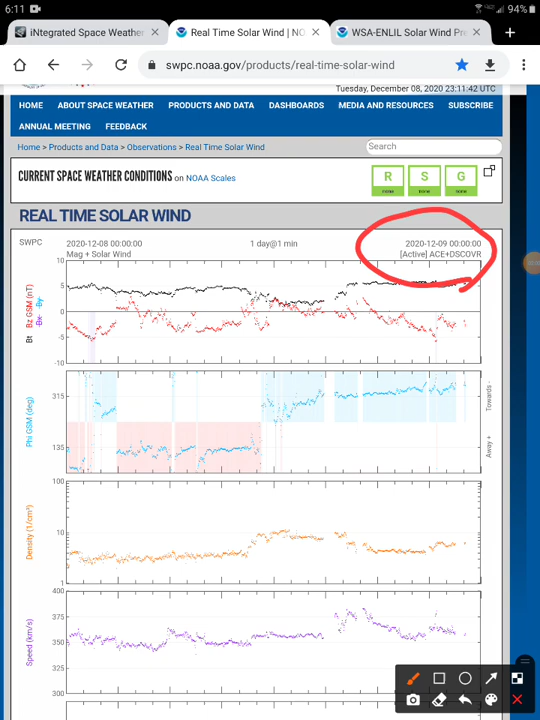 6:11 94%
iNtegrated Space Weather × Real Time Solar Wind | NO × WSA-ENLIL Solar Wind Pre × +
swpc.noaa.gov/products/real-time-solar-wind
Tuesday, December 08, 2020 23:11:42 UTC
HOME ABOUT SPACE WEATHER PRODUCTS AND DATA DASHBOARDS MEDIA AND RESOURCES SUBSCRIBE
ANNUAL MEETING FEEDBACK
Home > Products and Data > Observations > Real Time Solar Wind Search
CURRENT SPACE WEATHER CONDITIONS on NOAA Scales
R S G
none none none
REAL TIME SOLAR WIND
SWPC 2020-12-08 00:00:00 1 day@1 min 2020-12-09 00:00:00
Mag + Solar Wind [Active] ACE+DSCOVR
Bt Bz GSM (nT)
Bx By
10
5
0
-5
-10
Phi GSM (deg)
315
135
Towards -
Away +
Density (1/cm³)
100
10
1
Speed (km/s)
400
375
350
325
300